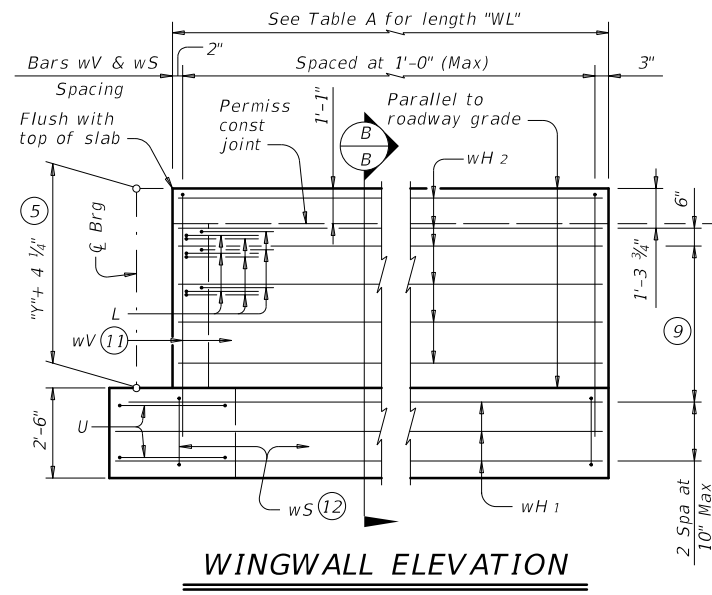 See Table A for length "WL"
2"
Bars wV & wS
Spacing
Spaced at 1'-0" (Max)
3"
Flush with
top of slab
Permiss
const
joint
1'-1"
Parallel to
roadway grade
B
B
wH 2
6"
1'-3 3/4"
5
"Y"+ 4 1/4"
℄ Brg
L
wV 11
9
2'-6"
U
wS 12
wH 1
2 Spa at
10" Max
WINGWALL ELEVATION